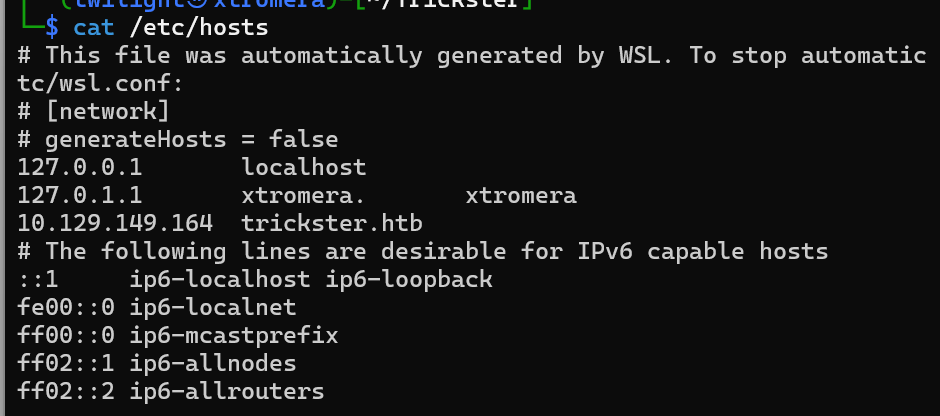 (twilight㉿xtromera)-[~/Trickster]
$ cat /etc/hosts
# This file was automatically generated by WSL. To stop automatic
tc/wsl.conf:
# [network]
# generateHosts = false
127.0.0.1       localhost
127.0.1.1       xtromera.       xtromera
10.129.149.164  trickster.htb
# The following lines are desirable for IPv6 capable hosts
::1     ip6-localhost ip6-loopback
fe00::0 ip6-localnet
ff00::0 ip6-mcastprefix
ff02::1 ip6-allnodes
ff02::2 ip6-allrouters